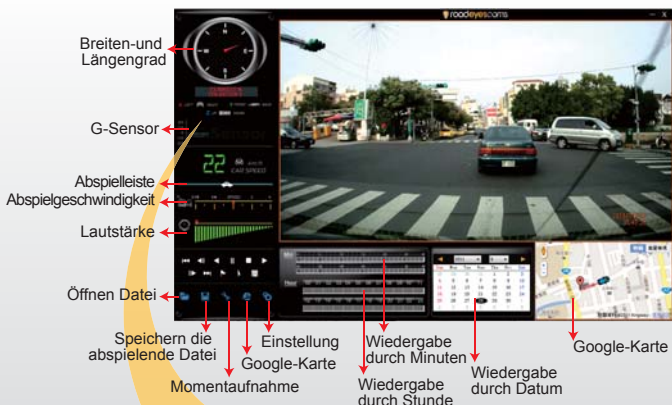 roadeyescams
Breiten-und
Längengrad
G-Sensor
22
CAR SPEED
Abspielleiste
Abspielgeschwindigkeit
Lautstärke
Öffnen Datei
Speichern die
abspielende Datei
Momentaufnahme
Google-Karte
Einstellung
Wiedergabe
durch Minuten
Wiedergabe
durch Stunde
Wiedergabe
durch Datum
Google-Karte